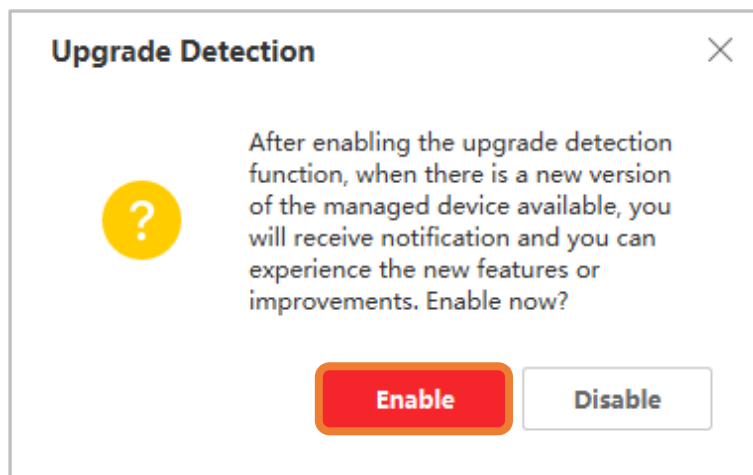 Upgrade Detection
After enabling the upgrade detection
function, when there is a new version
of the managed device available, you
will receive notification and you can
experience the new features or
improvements. Enable now?
?
Enable
Disable